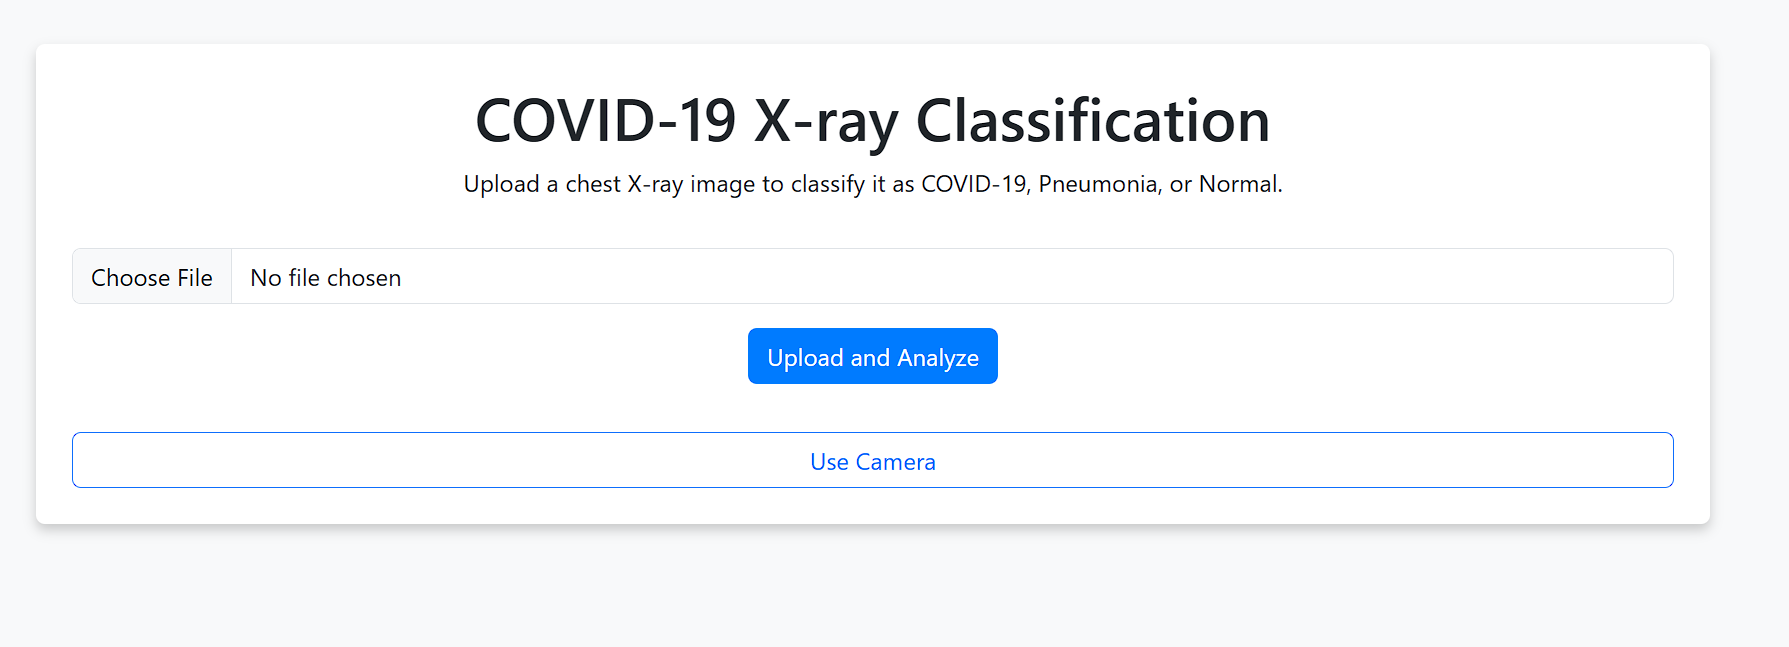 COVID-19 X-ray Classification
Upload a chest X-ray image to classify it as COVID-19, Pneumonia, or Normal.
Choose File No file chosen
Upload and Analyze
Use Camera